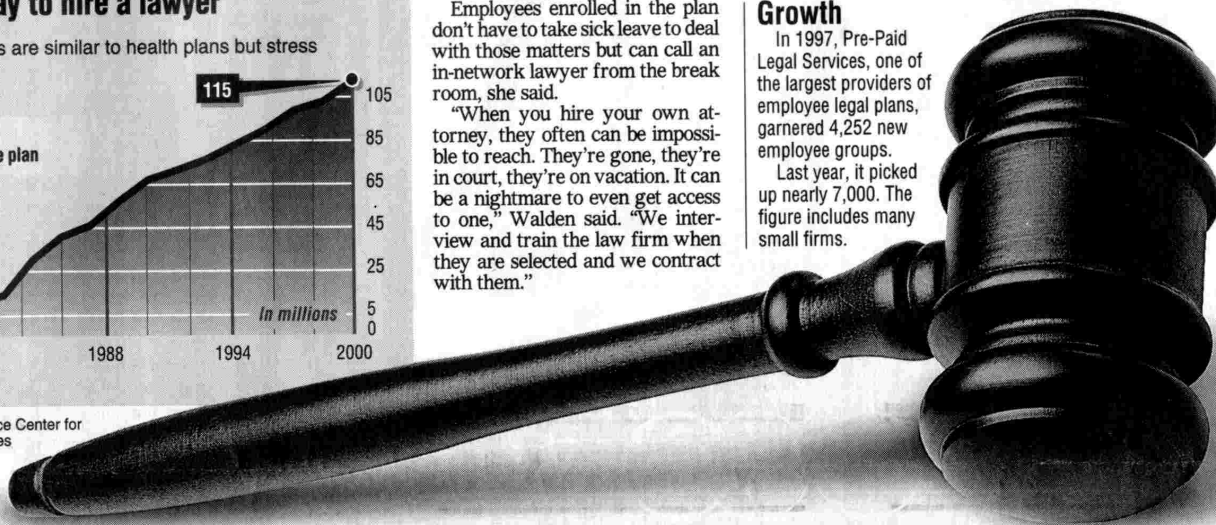 ay to hire a lawyer
s are similar to health plans but stress
115
105
85
65
45
25
5
0
e plan
In millions
1988 1994 2000
ce Center for
es
Employees enrolled in the plan
don't have to take sick leave to deal
with those matters but can call an
in-network lawyer from the break
room, she said.
“When you hire your own at-
torney, they often can be impossi-
ble to reach. They're gone, they're
in court, they're on vacation. It can
be a nightmare to even get access
to one,” Walden said. “We inter-
view and train the law firm when
they are selected and we contract
with them.”
Growth
In 1997, Pre-Paid
Legal Services, one of
the largest providers of
employee legal plans,
garnered 4,252 new
employee groups.
Last year, it picked
up nearly 7,000. The
figure includes many
small firms.